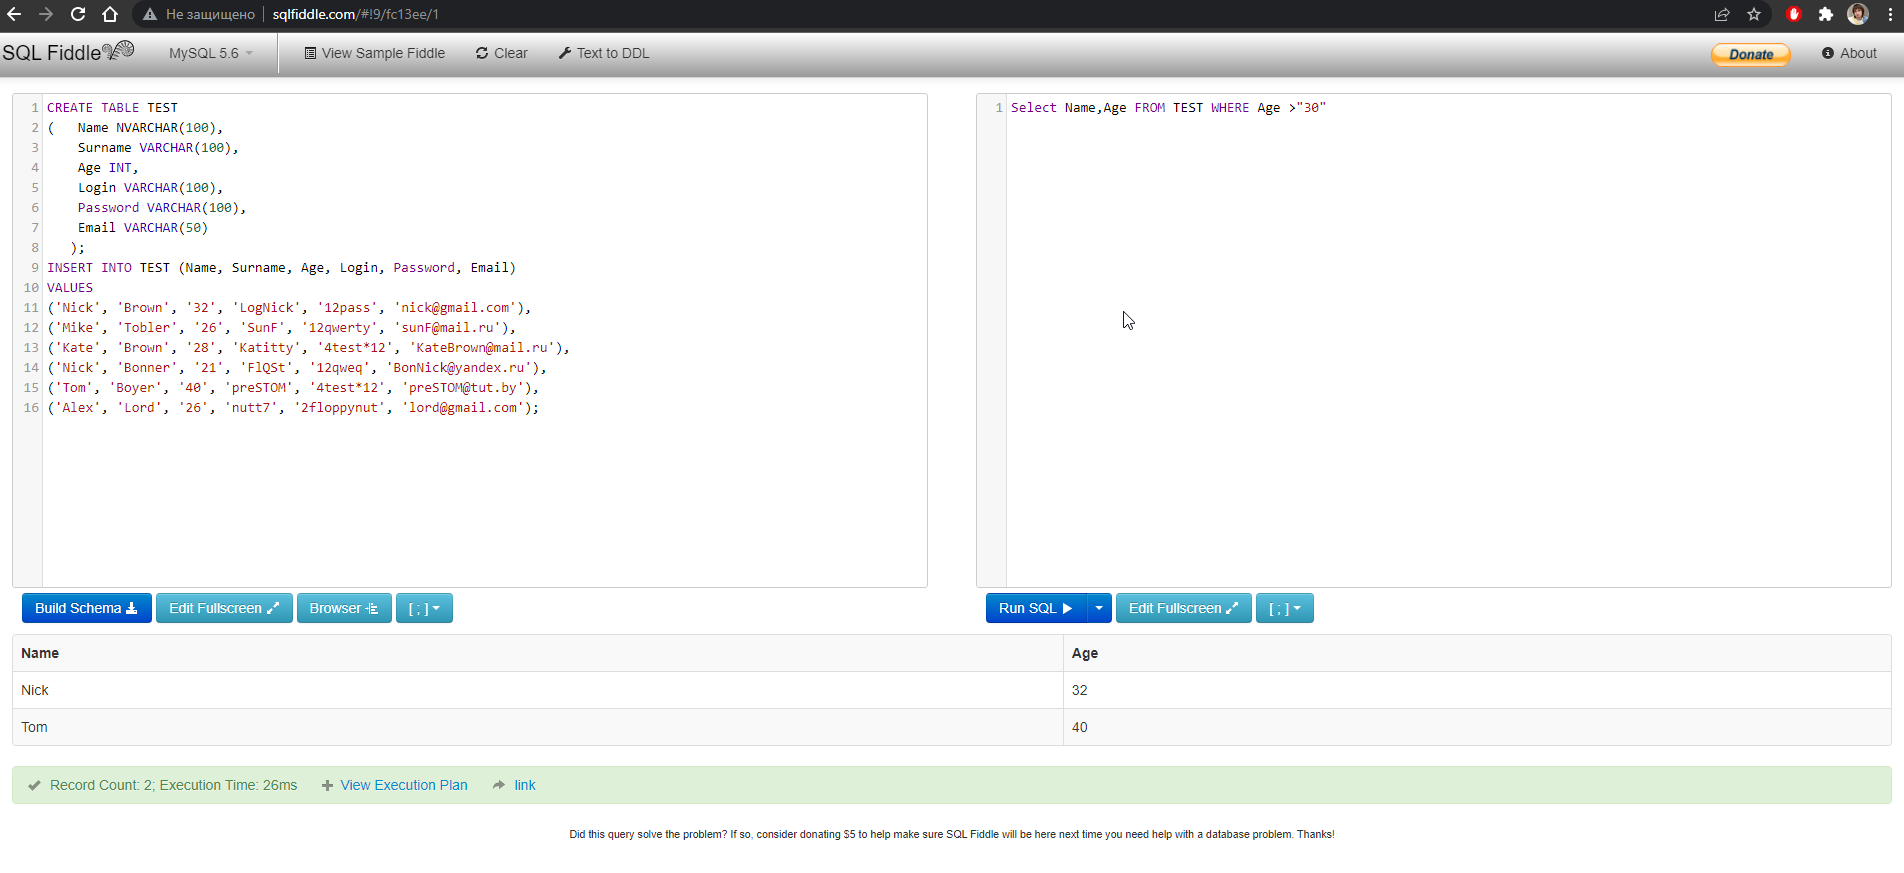 Не защищено sqlfiddle.com/#!9/fc13ee/1
SQL Fiddle MySQL 5.6 View Sample Fiddle Clear Text to DDL Donate About
1 CREATE TABLE TEST
2 (   Name NVARCHAR(100),
3     Surname VARCHAR(100),
4     Age INT,
5     Login VARCHAR(100),
6     Password VARCHAR(100),
7     Email VARCHAR(50)
8    );
9 INSERT INTO TEST (Name, Surname, Age, Login, Password, Email)
10 VALUES
11 ('Nick', 'Brown', '32', 'LogNick', '12pass', 'nick@gmail.com'),
12 ('Mike', 'Tobler', '26', 'SunF', '12qwerty', 'sunF@mail.ru'),
13 ('Kate', 'Brown', '28', 'Katitty', '4test*12', 'KateBrown@mail.ru'),
14 ('Nick', 'Bonner', '21', 'FlQSt', '12qweq', 'BonNick@yandex.ru'),
15 ('Tom', 'Boyer', '40', 'preSTOM', '4test*12', 'preSTOM@tut.by'),
16 ('Alex', 'Lord', '26', 'nutt7', '2floppynut', 'lord@gmail.com');
1 Select Name,Age FROM TEST WHERE Age >"30"
Build Schema Edit Fullscreen Browser [ ; ]
Run SQL Edit Fullscreen [ ; ]
Name Age
Nick 32
Tom 40
Record Count: 2; Execution Time: 26ms View Execution Plan link
Did this query solve the problem? If so, consider donating $5 to help make sure SQL Fiddle will be here next time you need help with a database problem. Thanks!